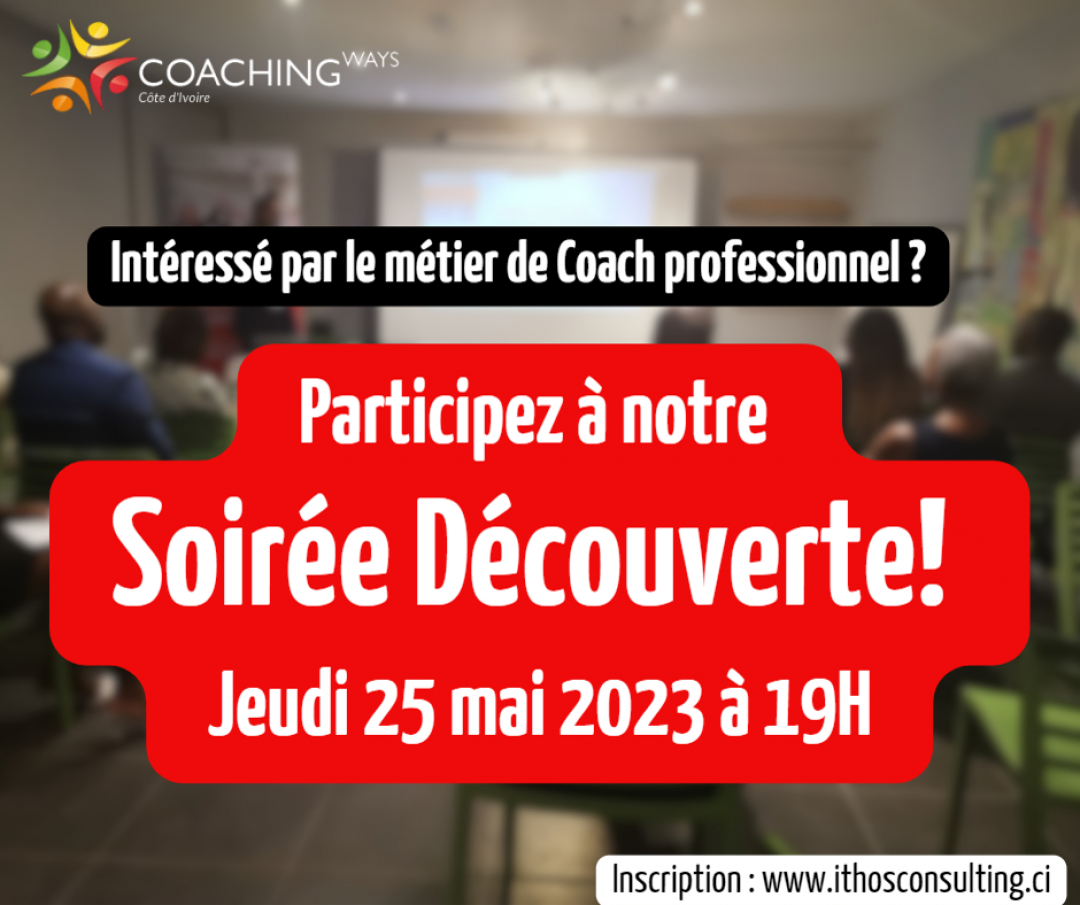 COACHING WAYS
Côte d'Ivoire
Intéressé par le métier de Coach professionnel ?
Participez à notre
Soirée Découverte!
Jeudi 25 mai 2023 à 19H
Inscription : www.ithosconsulting.ci